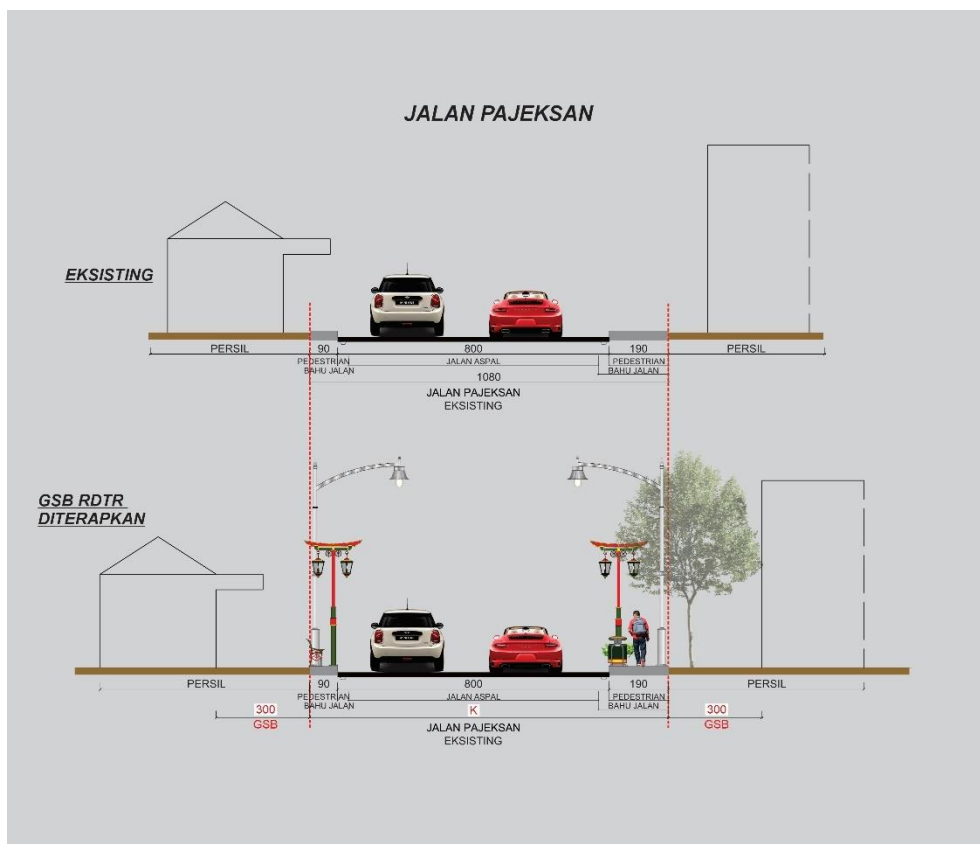 JALAN PAJEKSAN
EKSISTING
PERSIL 90 800 190 PERSIL
PEDESTRIAN JALAN ASPAL PEDESTRIAN
BAHU JALAN BAHU JALAN
1080
JALAN PAJEKSAN
EKSISTING
GSB RDTR
DITERAPKAN
PERSIL 90 800 190 PERSIL
PEDESTRIAN JALAN ASPAL PEDESTRIAN
BAHU JALAN BAHU JALAN
300 K 300
GSB GSB
JALAN PAJEKSAN
EKSISTING